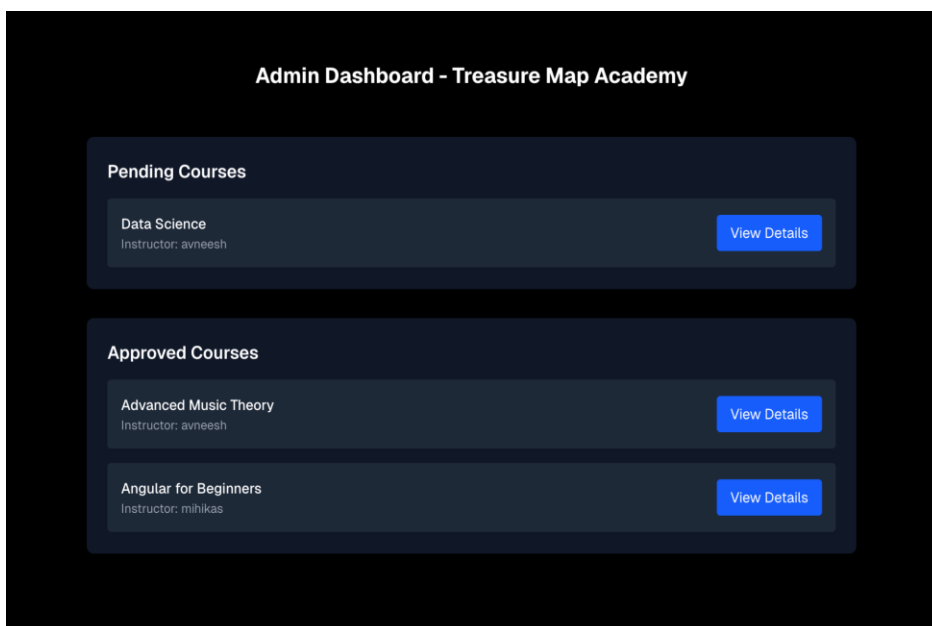 Admin Dashboard - Treasure Map Academy
Pending Courses
Data Science
Instructor: avneesh
View Details
Approved Courses
Advanced Music Theory
Instructor: avneesh
View Details
Angular for Beginners
Instructor: mihikas
View Details